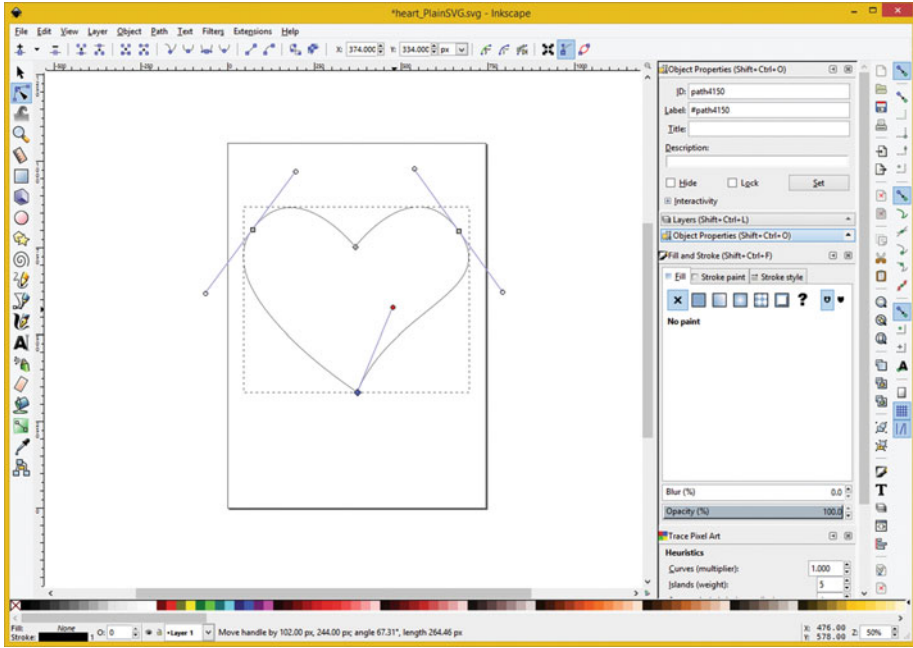 *heart_PlainSVG.svg - Inkscape
File Edit View Layer Object Path Text Filters Extensions Help
X: 374.000 Y: 334.000 px
Object Properties (Shift+Ctrl+O)
ID: path4150
Label: #path4150
Title:
Description:
Hide Lock Set
Interactivity
Layers (Shift+Ctrl+L)
Object Properties (Shift+Ctrl+O)
Fill and Stroke (Shift+Ctrl+F)
Fill Stroke paint Stroke style
No paint
Blur (%) 0.0
Opacity (%) 100.0
Trace Pixel Art
Heuristics
Curves (multiplier): 1.000
Islands (weight): 5
Fill: None
Stroke: 1 O: 0 •Layer 1 Move handle by 102.00 px, 244.00 px; angle 67.31°, length 264.46 px
X: 476.00
Y: 578.00 Z: 50%